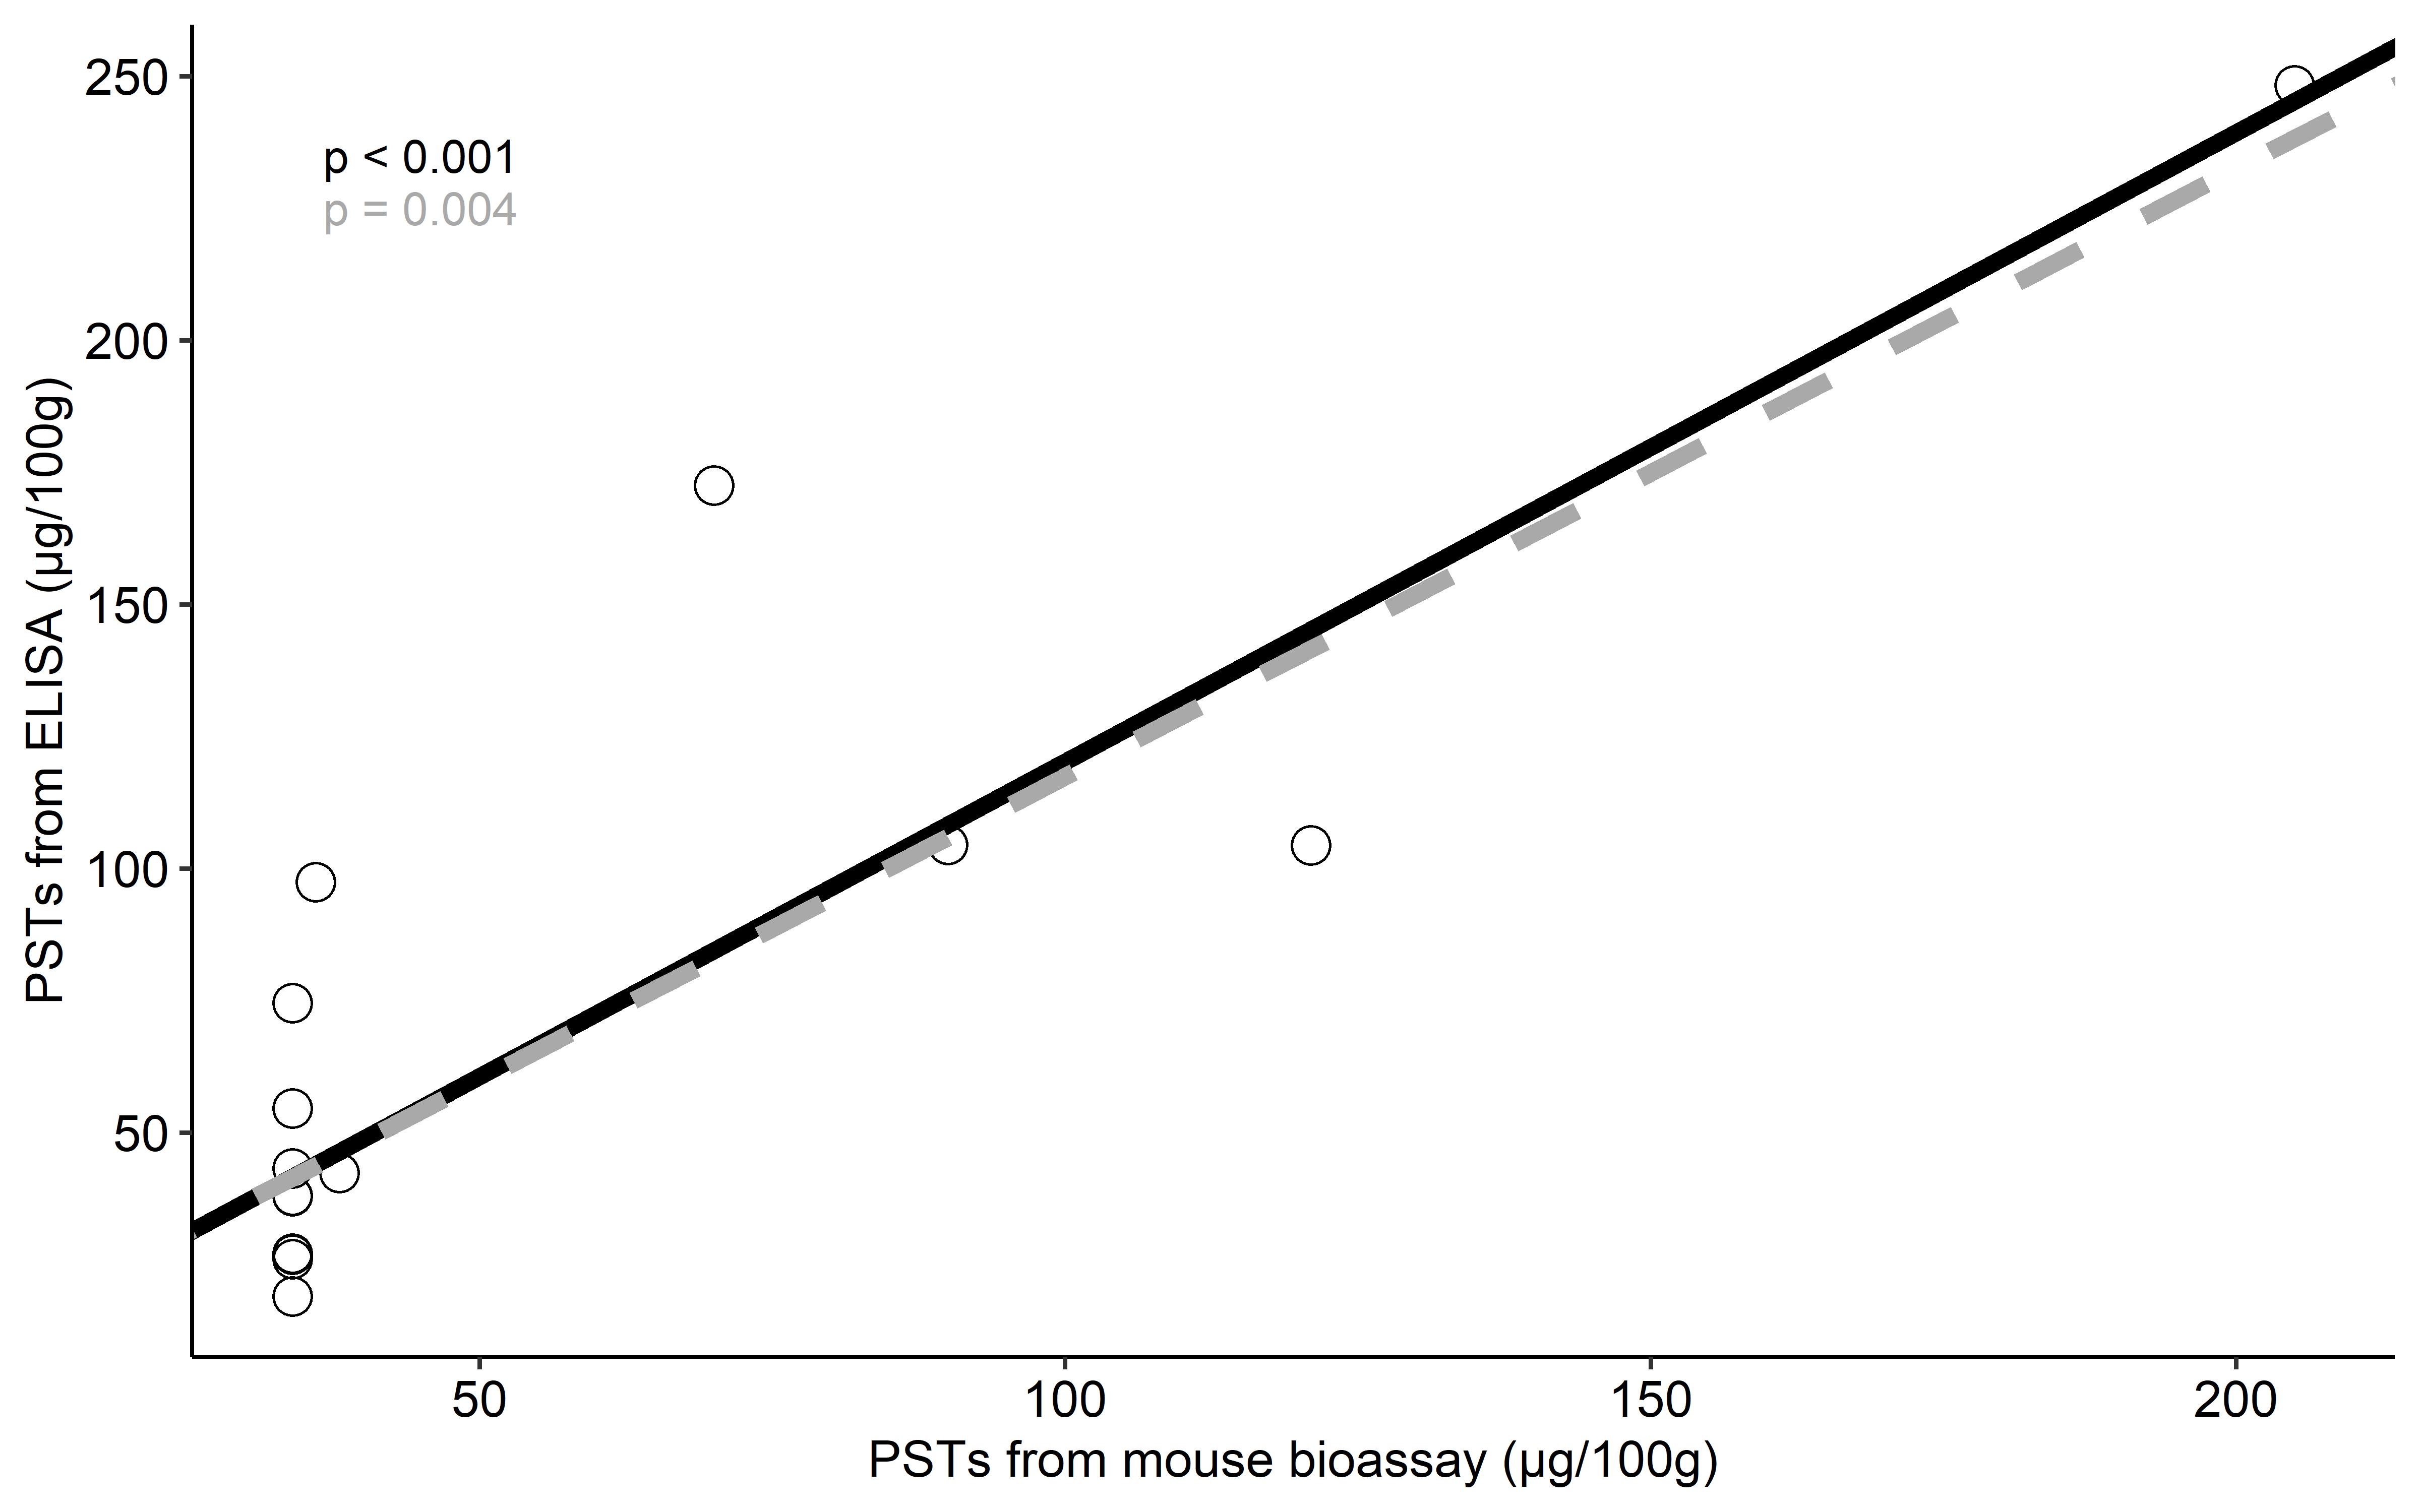 250
200
150
100
50
p < 0.001
p = 0.004
PSTs from ELISA (µg/100g)
50
100
150
200
PSTs from mouse bioassay (µg/100g)